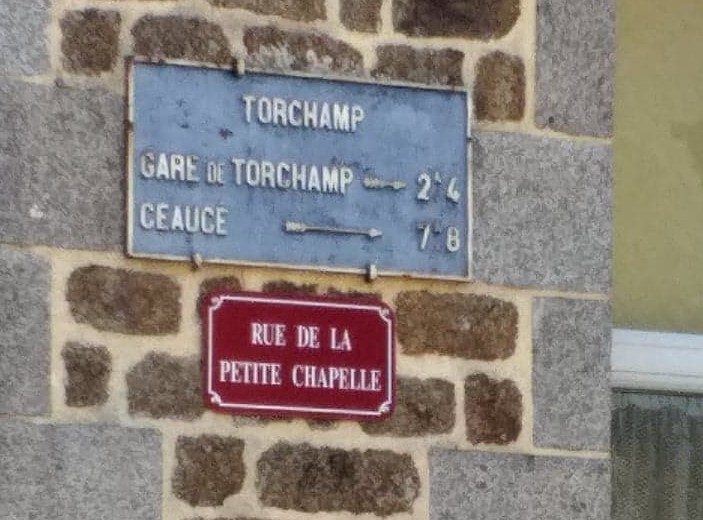 TORCHAMP
GARE DE TORCHAMP 2K4
CEAUCE 7K8
RUE DE LA
PETITE CHAPELLE